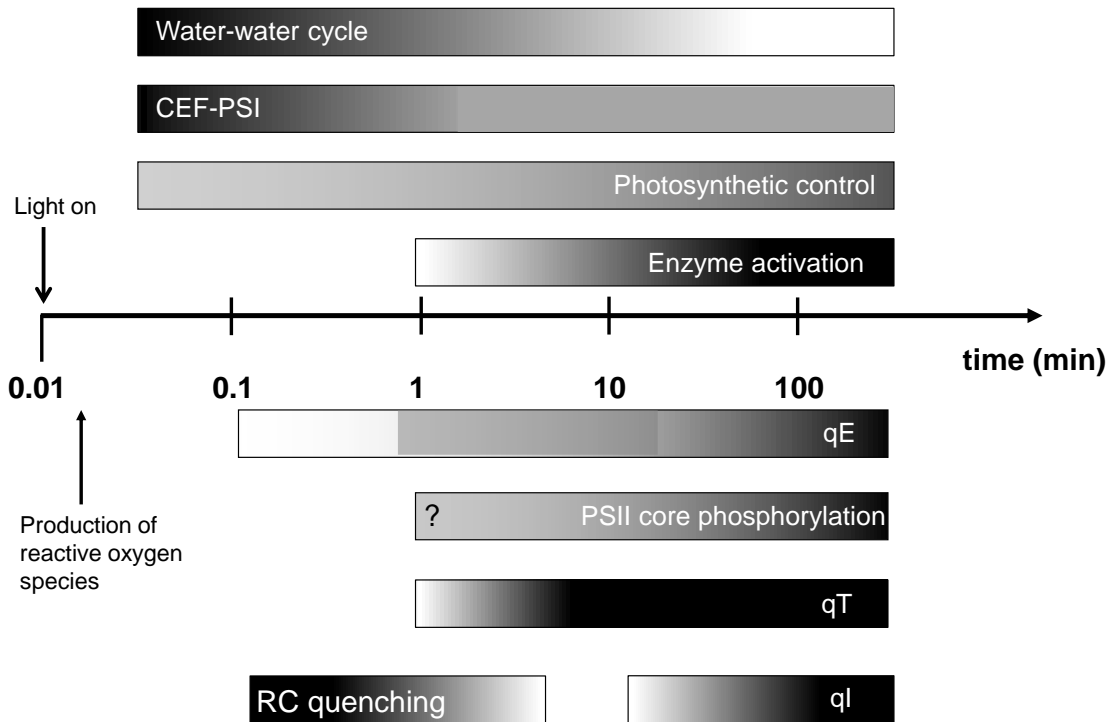 Water-water cycle
CEF-PSI
Photosynthetic control
Light on
Enzyme activation
time (min)
0.01 0.1 1 10 100
qE
Production of
reactive oxygen
species
? PSII core phosphorylation
qT
RC quenching qI